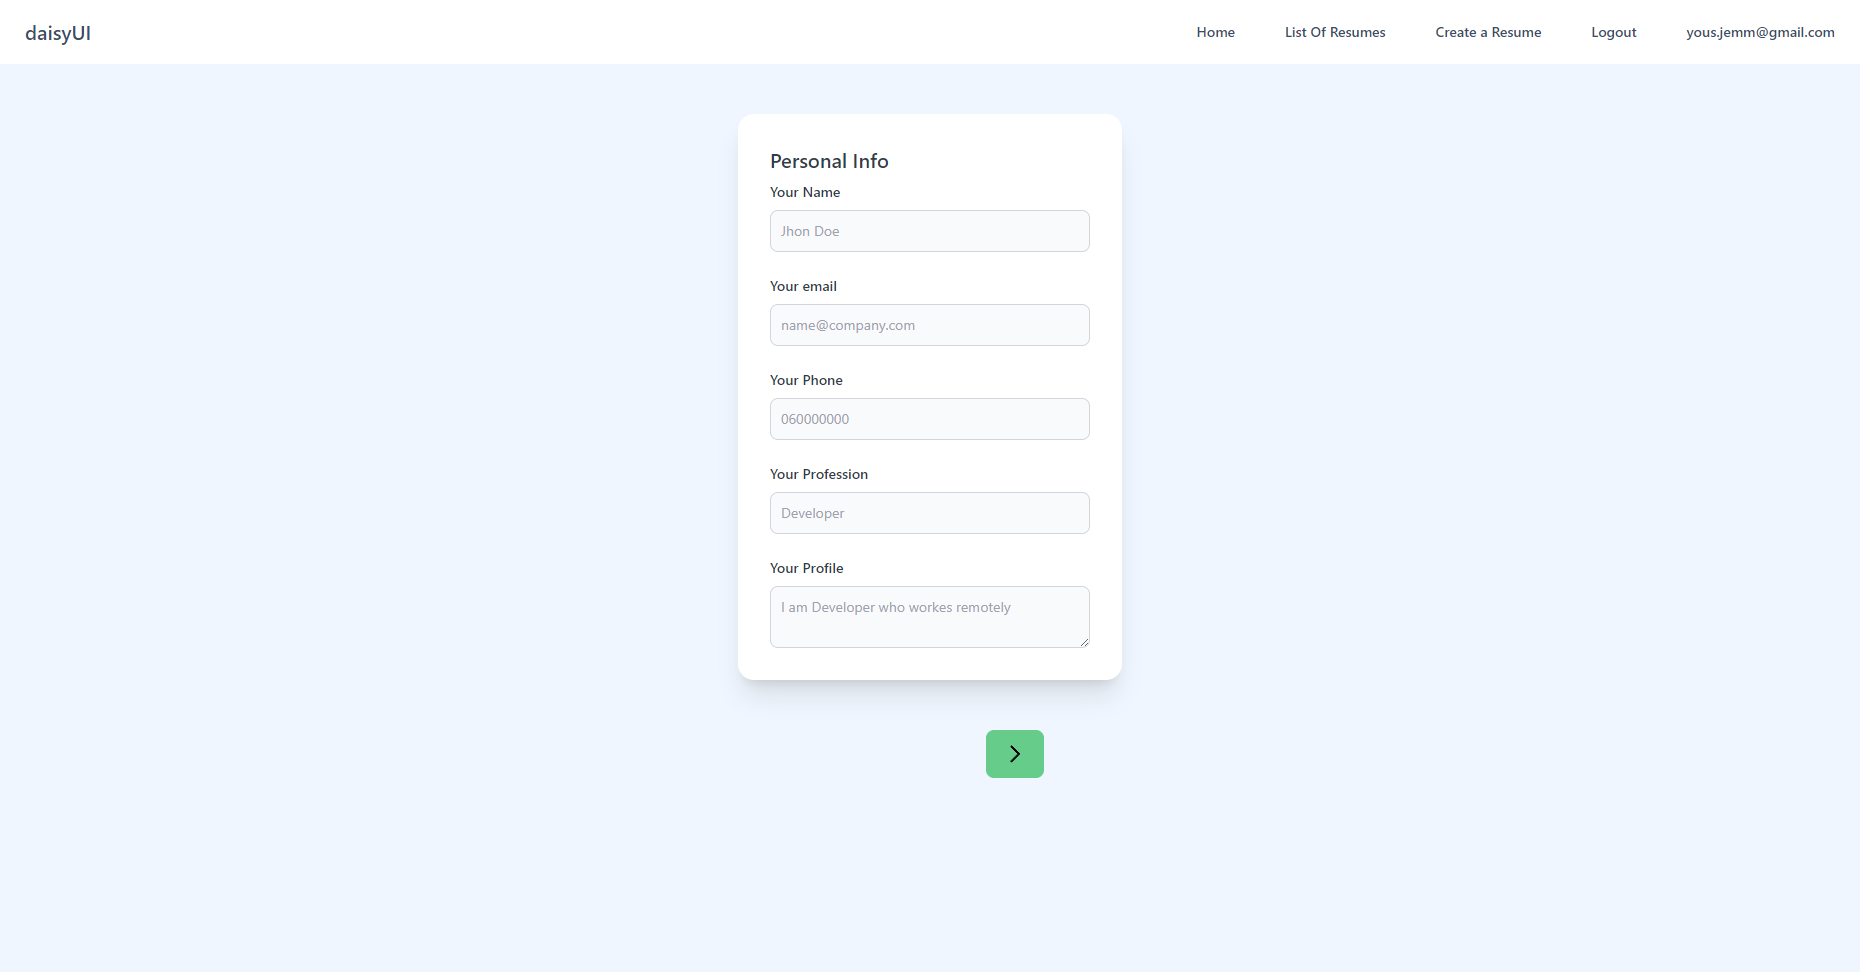 daisyUI
Home
List Of Resumes
Create a Resume
Logout
yous.jemm@gmail.com
Personal Info
Your Name
Jhon Doe
Your email
name@company.com
Your Phone
060000000
Your Profession
Developer
Your Profile
I am Developer who workes remotely